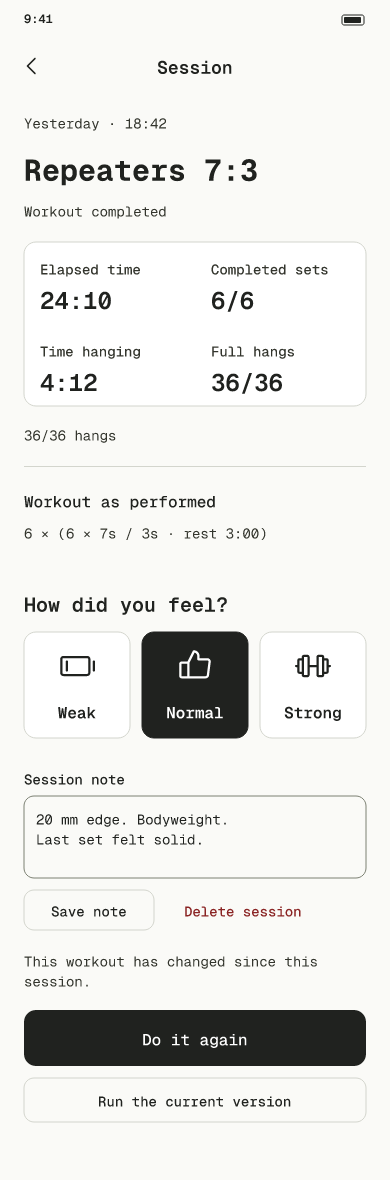 9:41
Session
Yesterday · 18:42
Repeaters 7:3
Workout completed
Elapsed time
24:10
Completed sets
6/6
Time hanging
4:12
Full hangs
36/36
36/36 hangs
Workout as performed
6 × (6 × 7s / 3s · rest 3:00)
How did you feel?
Weak
Normal
Strong
Session note
20 mm edge. Bodyweight.
Last set felt solid.
Save note
Delete session
This workout has changed since this
session.
Do it again
Run the current version